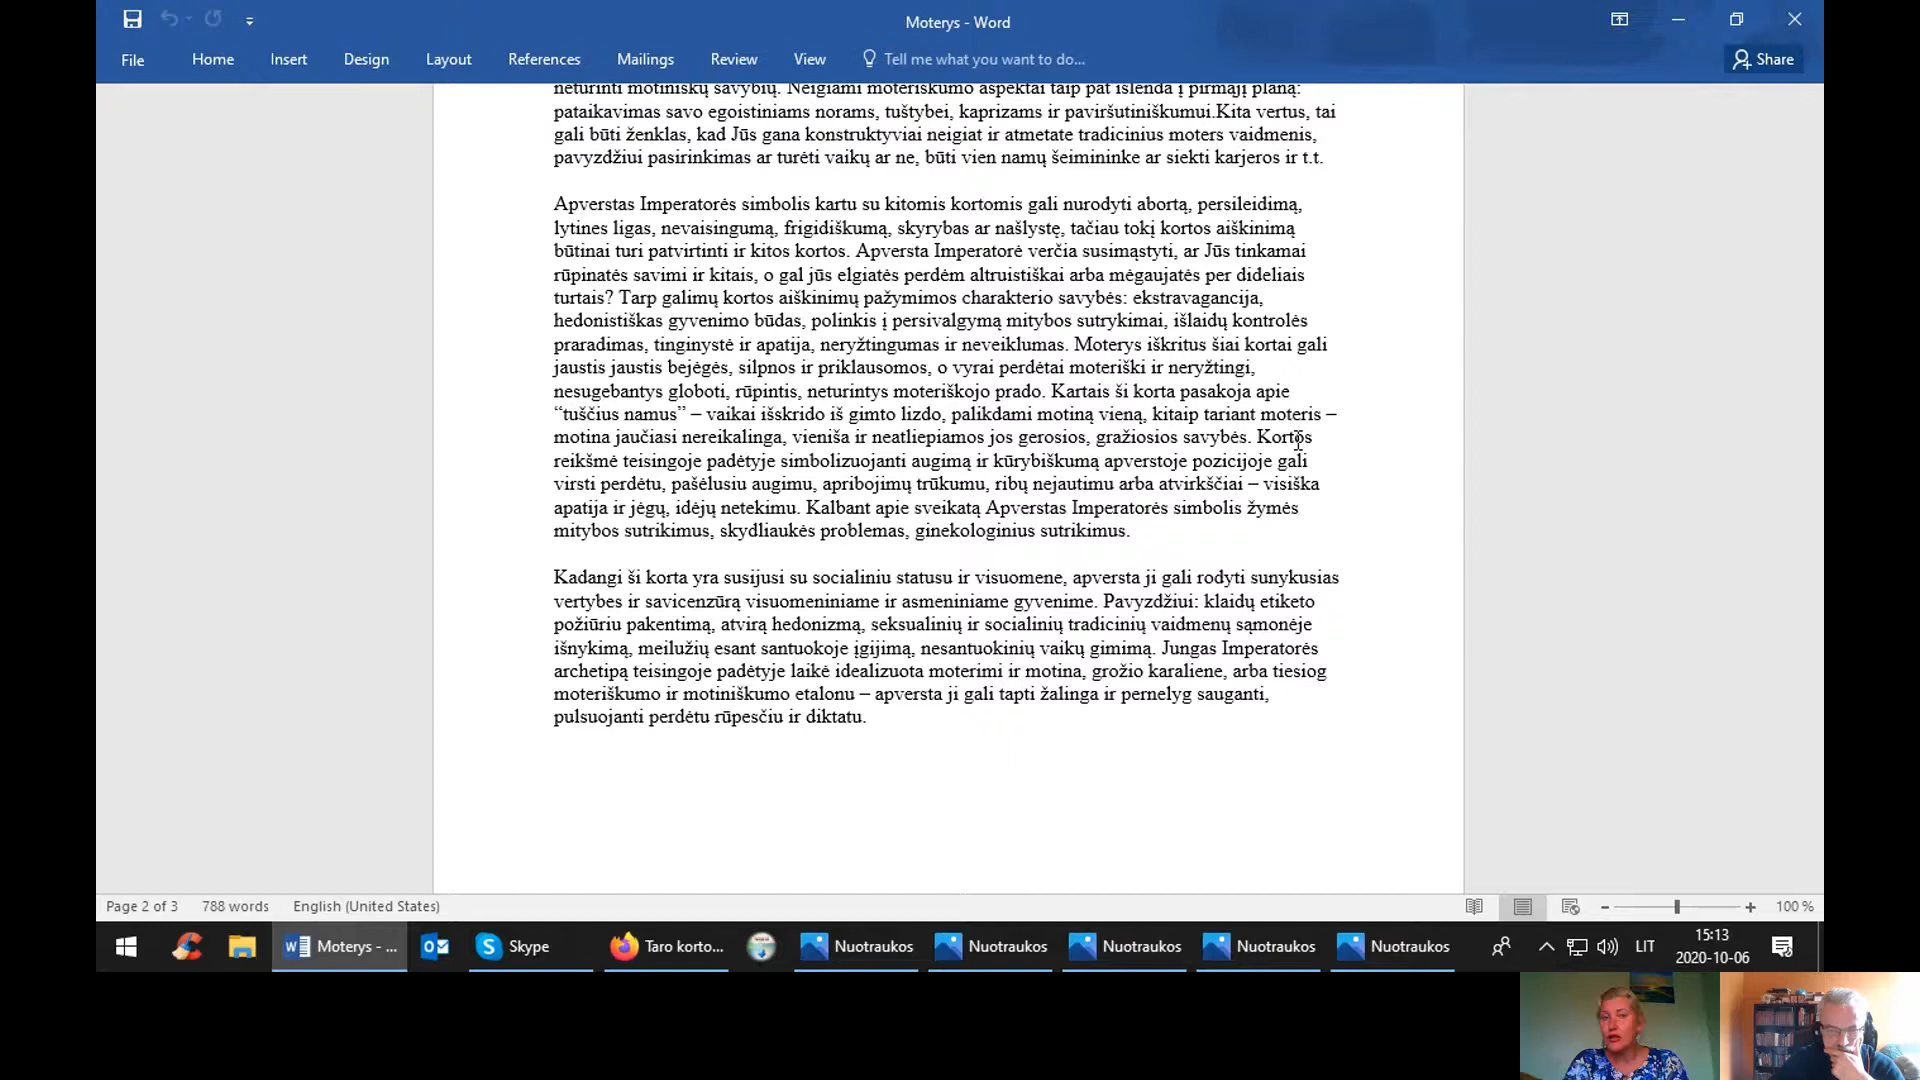 Moterys - Word
File Home Insert Design Layout References Mailings Review View Tell me what you want to do... Share
neturinti motiniškų savybių. Neigiami moteriškumo aspektai taip pat išlenda į pirmąjį planą:
pataikavimas savo egoistiniams norams, tuštybei, kaprizams ir paviršutiniškumui.Kita vertus, tai
gali būti ženklas, kad Jūs gana konstruktyviai neigiat ir atmetate tradicinius moters vaidmenis,
pavyzdžiui pasirinkimas ar turėti vaikų ar ne, būti vien namų šeimininke ar siekti karjeros ir t.t.
Apverstas Imperatorės simbolis kartu su kitomis kortomis gali nurodyti abortą, persileidimą,
lytines ligas, nevaisingumą, frigidiškumą, skyrybas ar našlystę, tačiau tokį kortos aiškinimą
būtinai turi patvirtinti ir kitos kortos. Apversta Imperatorė verčia susimąstyti, ar Jūs tinkamai
rūpinatės savimi ir kitais, o gal jūs elgiatės perdėm altruistiškai arba mėgaujatės per dideliais
turtais? Tarp galimų kortos aiškinimų pažymimos charakterio savybės: ekstravagancija,
hedonistiškas gyvenimo būdas, polinkis į persivalgymą mitybos sutrykimai, išlaidų kontrolės
praradimas, tinginystė ir apatija, neryžtingumas ir neveiklumas. Moterys iškritus šiai kortai gali
jaustis jaustis bejėgės, silpnos ir priklausomos, o vyrai perdėtai moteriški ir neryžtingi,
nesugebantys globoti, rūpintis, neturintys moteriškojo prado. Kartais ši korta pasakoja apie
“tuščius namus” – vaikai išskrido iš gimto lizdo, palikdami motiną vieną, kitaip tariant moteris –
motina jaučiasi nereikalinga, vieniša ir neatliepiamos jos gerosios, gražiosios savybės. Kortos
reikšmė teisingoje padėtyje simbolizuojanti augimą ir kūrybiškumą apverstoje pozicijoje gali
virsti perdėtu, pašėlusiu augimu, apribojimų trūkumu, ribų nejautimu arba atvirkščiai – visiška
apatija ir jėgų, idėjų netekimu. Kalbant apie sveikatą Apverstas Imperatorės simbolis žymės
mitybos sutrikimus, skydliaukės problemas, ginekologinius sutrikimus.
Kadangi ši korta yra susijusi su socialiniu statusu ir visuomene, apversta ji gali rodyti sunykusias
vertybes ir savicenzūrą visuomeniniame ir asmeniniame gyvenime. Pavyzdžiui: klaidų etiketo
požiūriu pakentimą, atvirą hedonizmą, seksualinių ir socialinių tradicinių vaidmenų sąmonėje
išnykimą, meilužių esant santuokoje įgijimą, nesantuokinių vaikų gimimą. Jungas Imperatorės
archetipą teisingoje padėtyje laikė idealizuota moterimi ir motina, grožio karaliene, arba tiesiog
moteriškumo ir motiniškumo etalonu – apversta ji gali tapti žalinga ir pernelyg sauganti,
pulsuojanti perdėtu rūpesčiu ir diktatu.
Page 2 of 3 788 words English (United States) 100 %
Moterys - ... Skype Taro korto... Nuotraukos Nuotraukos Nuotraukos Nuotraukos Nuotraukos LIT 15:13
2020-10-06